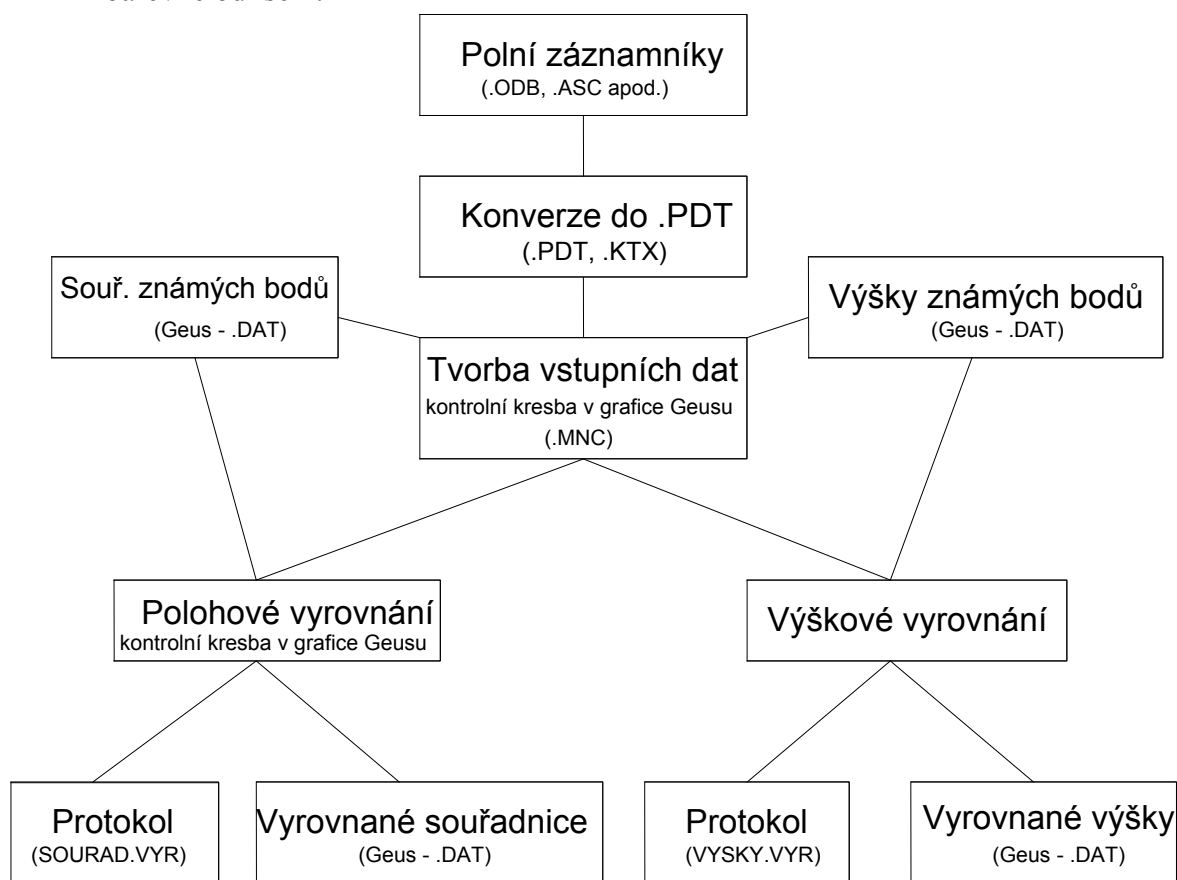 Polní záznamníky
(.ODB, .ASC apod.)
Konverze do .PDT
(.PDT, .KTX)
Souř. známých bodů
(Geus - .DAT)
Výšky známých bodů
(Geus - .DAT)
Tvorba vstupních dat
kontrolní kresba v grafice Geusu
(.MNC)
Polohové vyrovnání
kontrolní kresba v grafice Geusu
Výškové vyrovnání
Protokol
(SOURAD.VYR)
Vyrovnané souřadnice
(Geus - .DAT)
Protokol
(VYSKY.VYR)
Vyrovnané výšky
(Geus - .DAT)